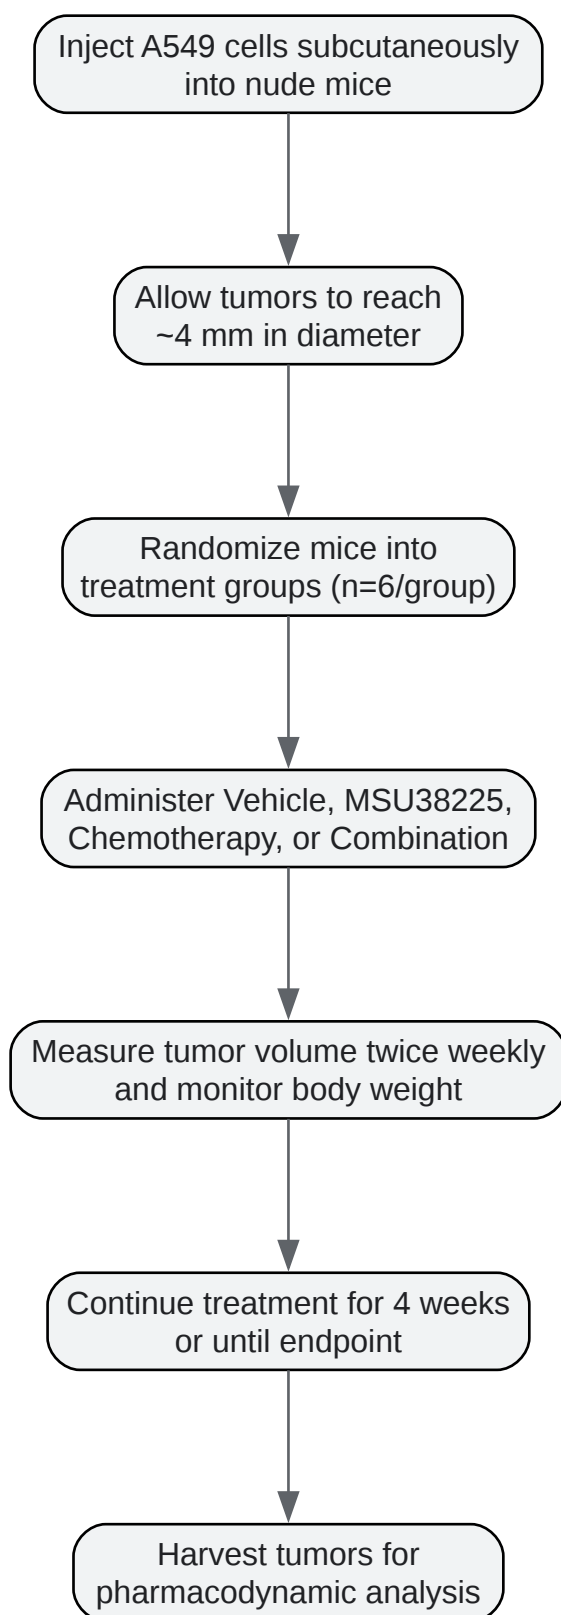 Inject A549 cells subcutaneously
into nude mice
Allow tumors to reach
~4 mm in diameter
Randomize mice into
treatment groups (n=6/group)
Administer Vehicle, MSU38225,
Chemotherapy, or Combination
Measure tumor volume twice weekly
and monitor body weight
Continue treatment for 4 weeks
or until endpoint
Harvest tumors for
pharmacodynamic analysis